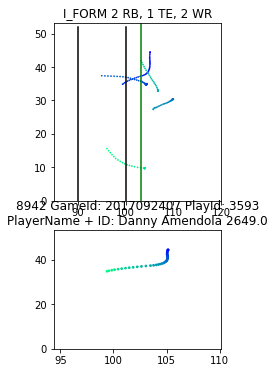 I_FORM 2 RB, 1 TE, 2 WR
50
40
30
20
10
0
90 100 110 120
8942 GameId: 2017092407 PlayId: 3593
PlayerName + ID: Danny Amendola 2649.0
40
20
0
95 100 105 110